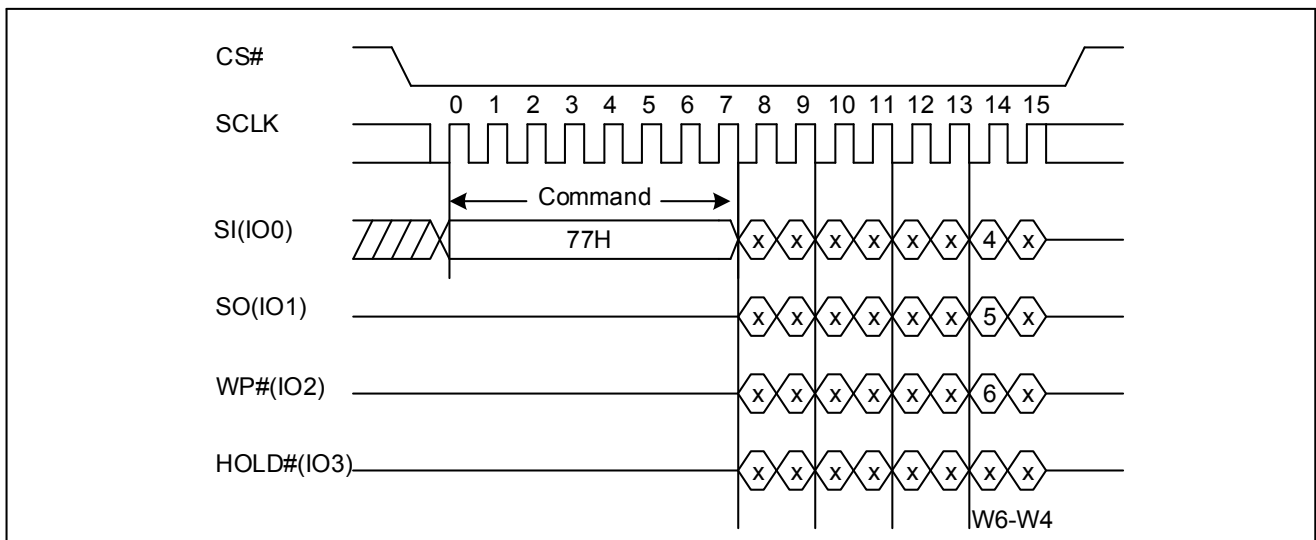 CS#
0 1 2 3 4 5 6 7 8 9 10 11 12 13 14 15
SCLK
Command
SI(IO0)
77H
x x x x x x 4 x
SO(IO1)
x x x x x x 5 x
WP#(IO2)
x x x x x x 6 x
HOLD#(IO3)
x x x x x x x x
W6-W4